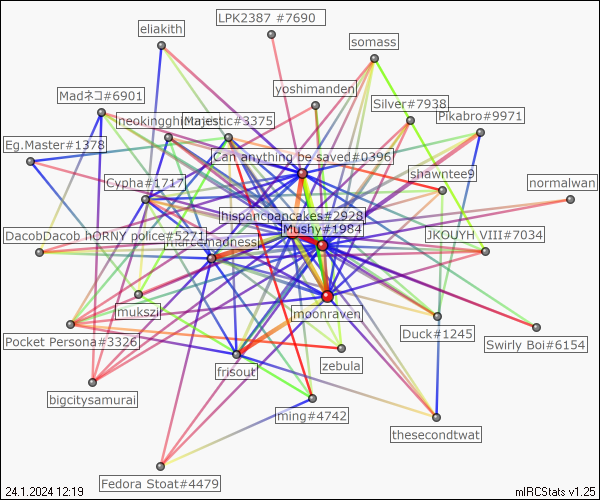 LPK2387 #7690
eliakith
somass
yoshimanden
Madネコ#6901
Silver#7938
Pikabro#9971
Majestic#3375
Eg.Master#1378
Can anything be saved#0396
shawntee9
Cypha#1717
normalwan
hispancpancakes#2928
Mushy#1984
DacobDacob hORNY police#5271
JKOUYH VIII#7034
marcemadness
mukszil
moonraven
Pocket Persona#3326
Duck#1245
Swirly Boi#6154
zebula
frisout
bigcitysamurai
ming#4742
thesecondtwat
Fedora Stoat#4479
24.1.2024 12:19
mIRCStats v1.25